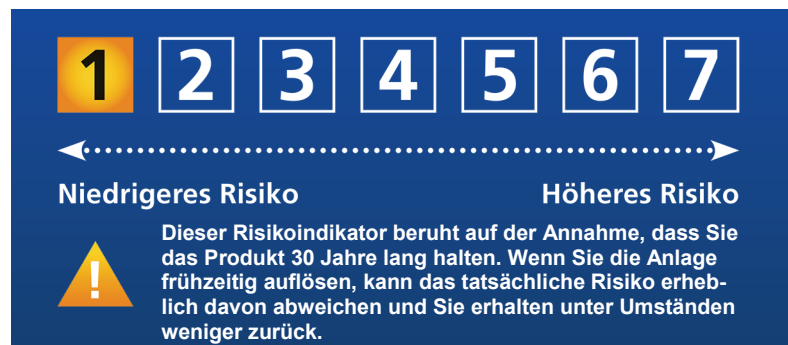 1 2 3 4 5 6 7
Niedrigeres Risiko Höheres Risiko
Dieser Risikoindikator beruht auf der Annahme, dass Sie
das Produkt 30 Jahre lang halten. Wenn Sie die Anlage
frühzeitig auflösen, kann das tatsächliche Risiko erheb-
lich davon abweichen und Sie erhalten unter Umständen
weniger zurück.